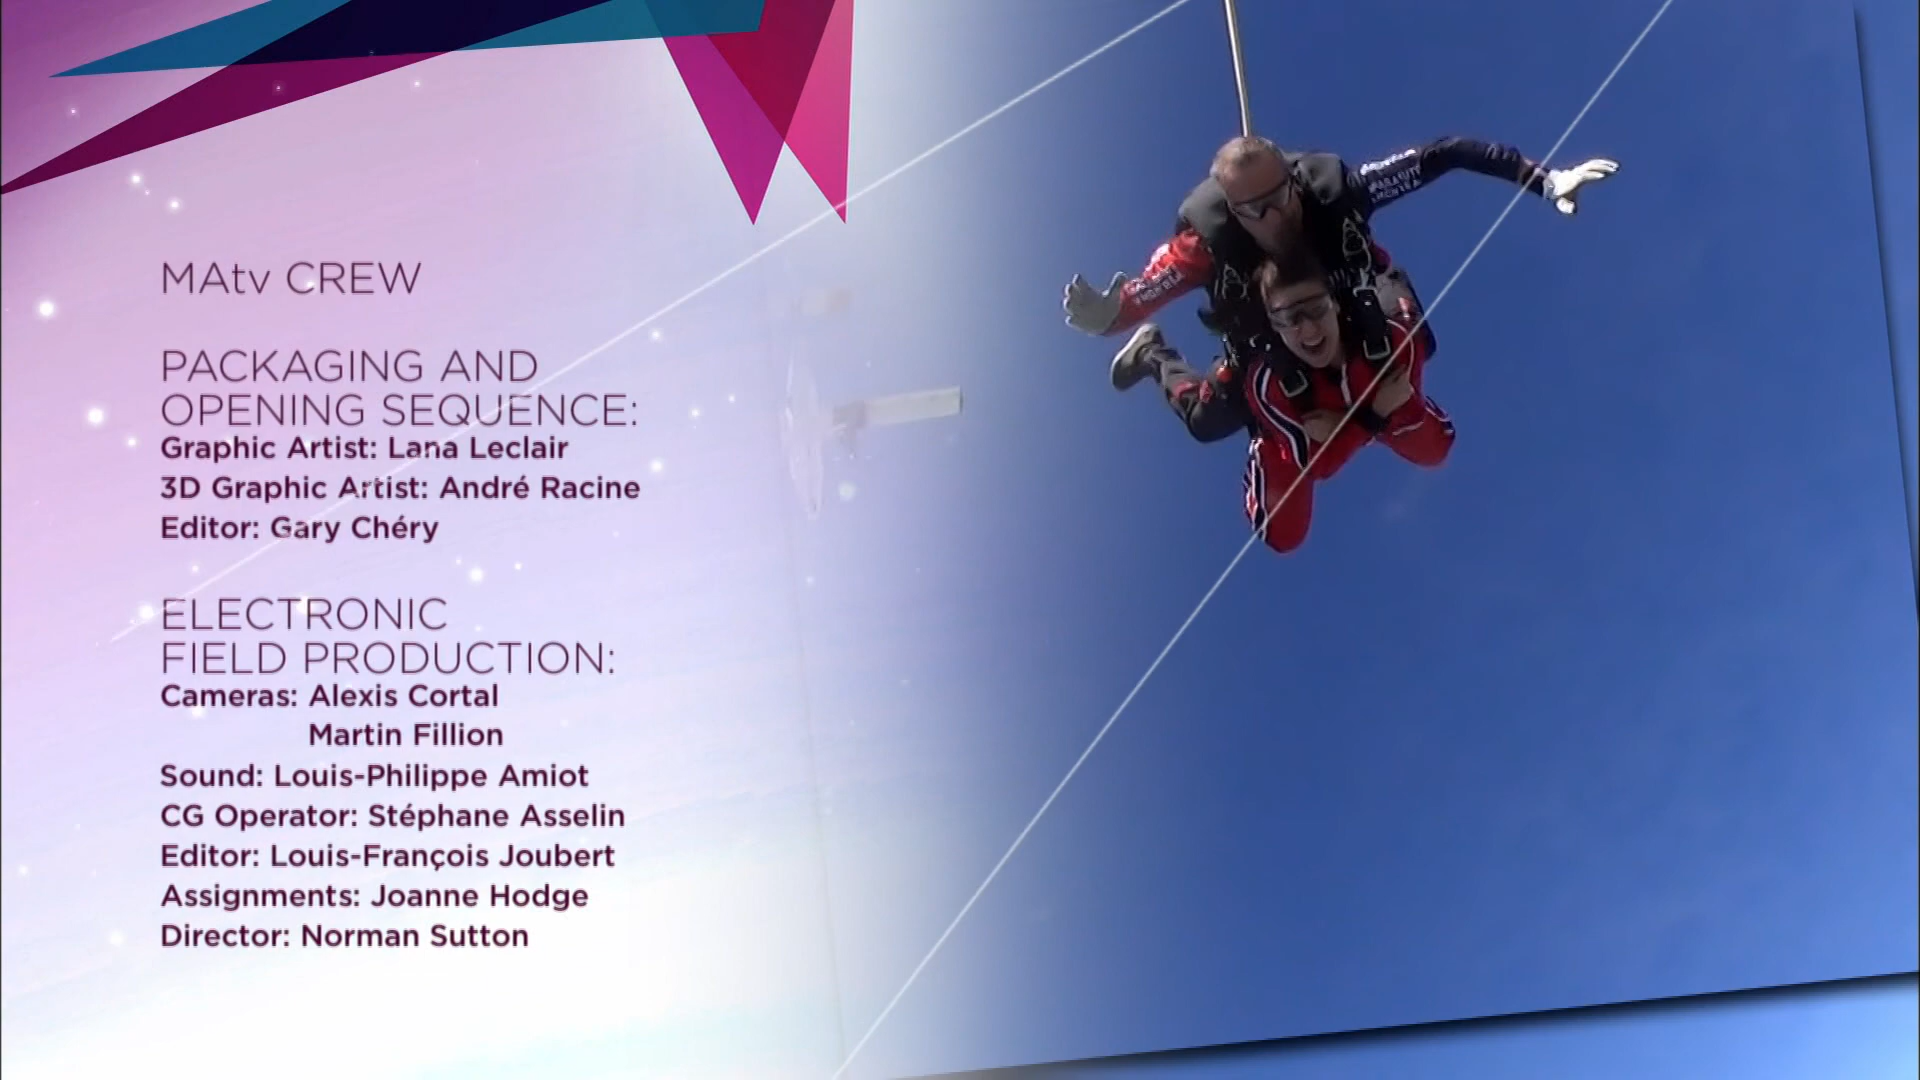 MAtv CREW
PACKAGING AND
OPENING SEQUENCE:
Graphic Artist: Lana Leclair
3D Graphic Artist: André Racine
Editor: Gary Chéry
ELECTRONIC
FIELD PRODUCTION:
Cameras: Alexis Cortal
Martin Fillion
Sound: Louis-Philippe Amiot
CG Operator: Stéphane Asselin
Editor: Louis-François Joubert
Assignments: Joanne Hodge
Director: Norman Sutton